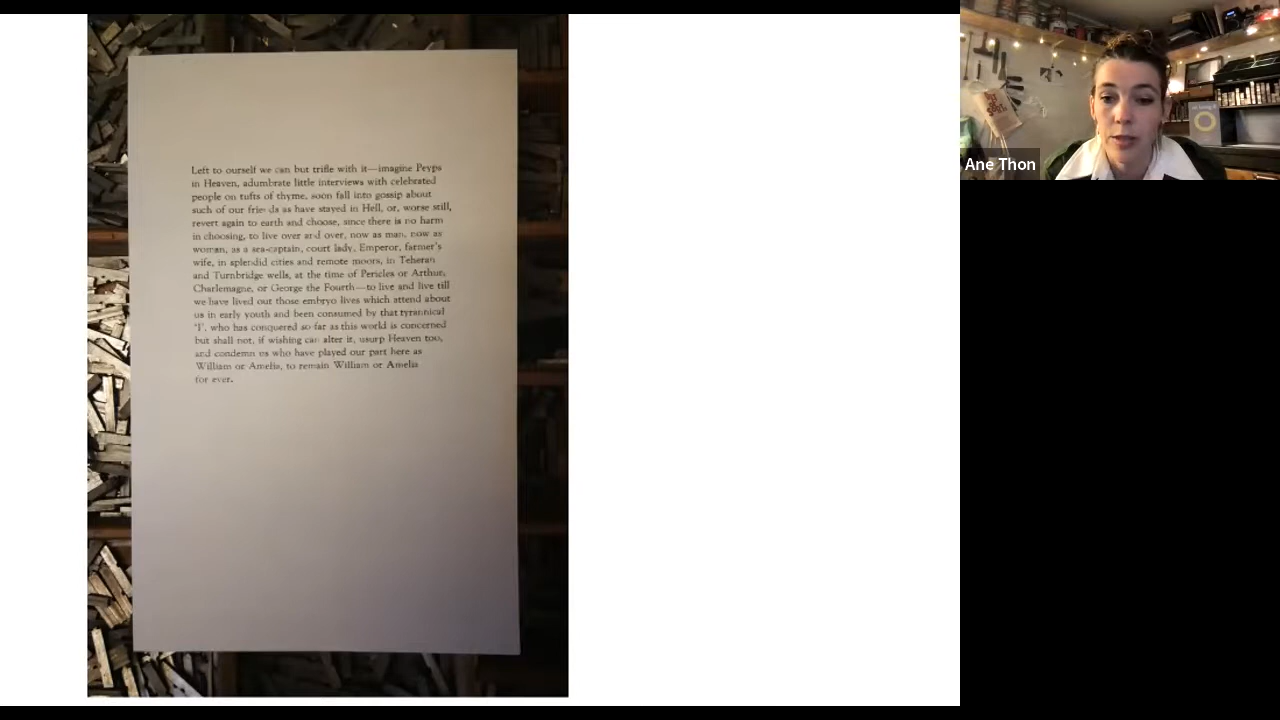 Left to ourself we can but trifle with it—imagine Peyps
in Heaven, adumbrate little interviews with celebrated
people on tufts of thyme, soon fall into gossip about
such of our friends as have stayed in Hell, or, worse still,
revert again to earth and choose, since there is no harm
in choosing, to live over and over, now as man, now as
woman, as a sea-captain, court lady, Emperor, farmer's
wife, in splendid cities and remote moors, in Teheran
and Turnbridge wells, at the time of Pericles or Arthur,
Charlemagne, or George the Fourth—to live and live till
we have lived out those embryo lives which attend about
us in early youth and been consumed by that tyrannical
'I', who has conquered so far as this world is concerned
but shall not, if wishing can alter it, usurp Heaven too,
and condemn us who have played our part here as
William or Amelia, to remain William or Amelia
for ever.
Ane Thon